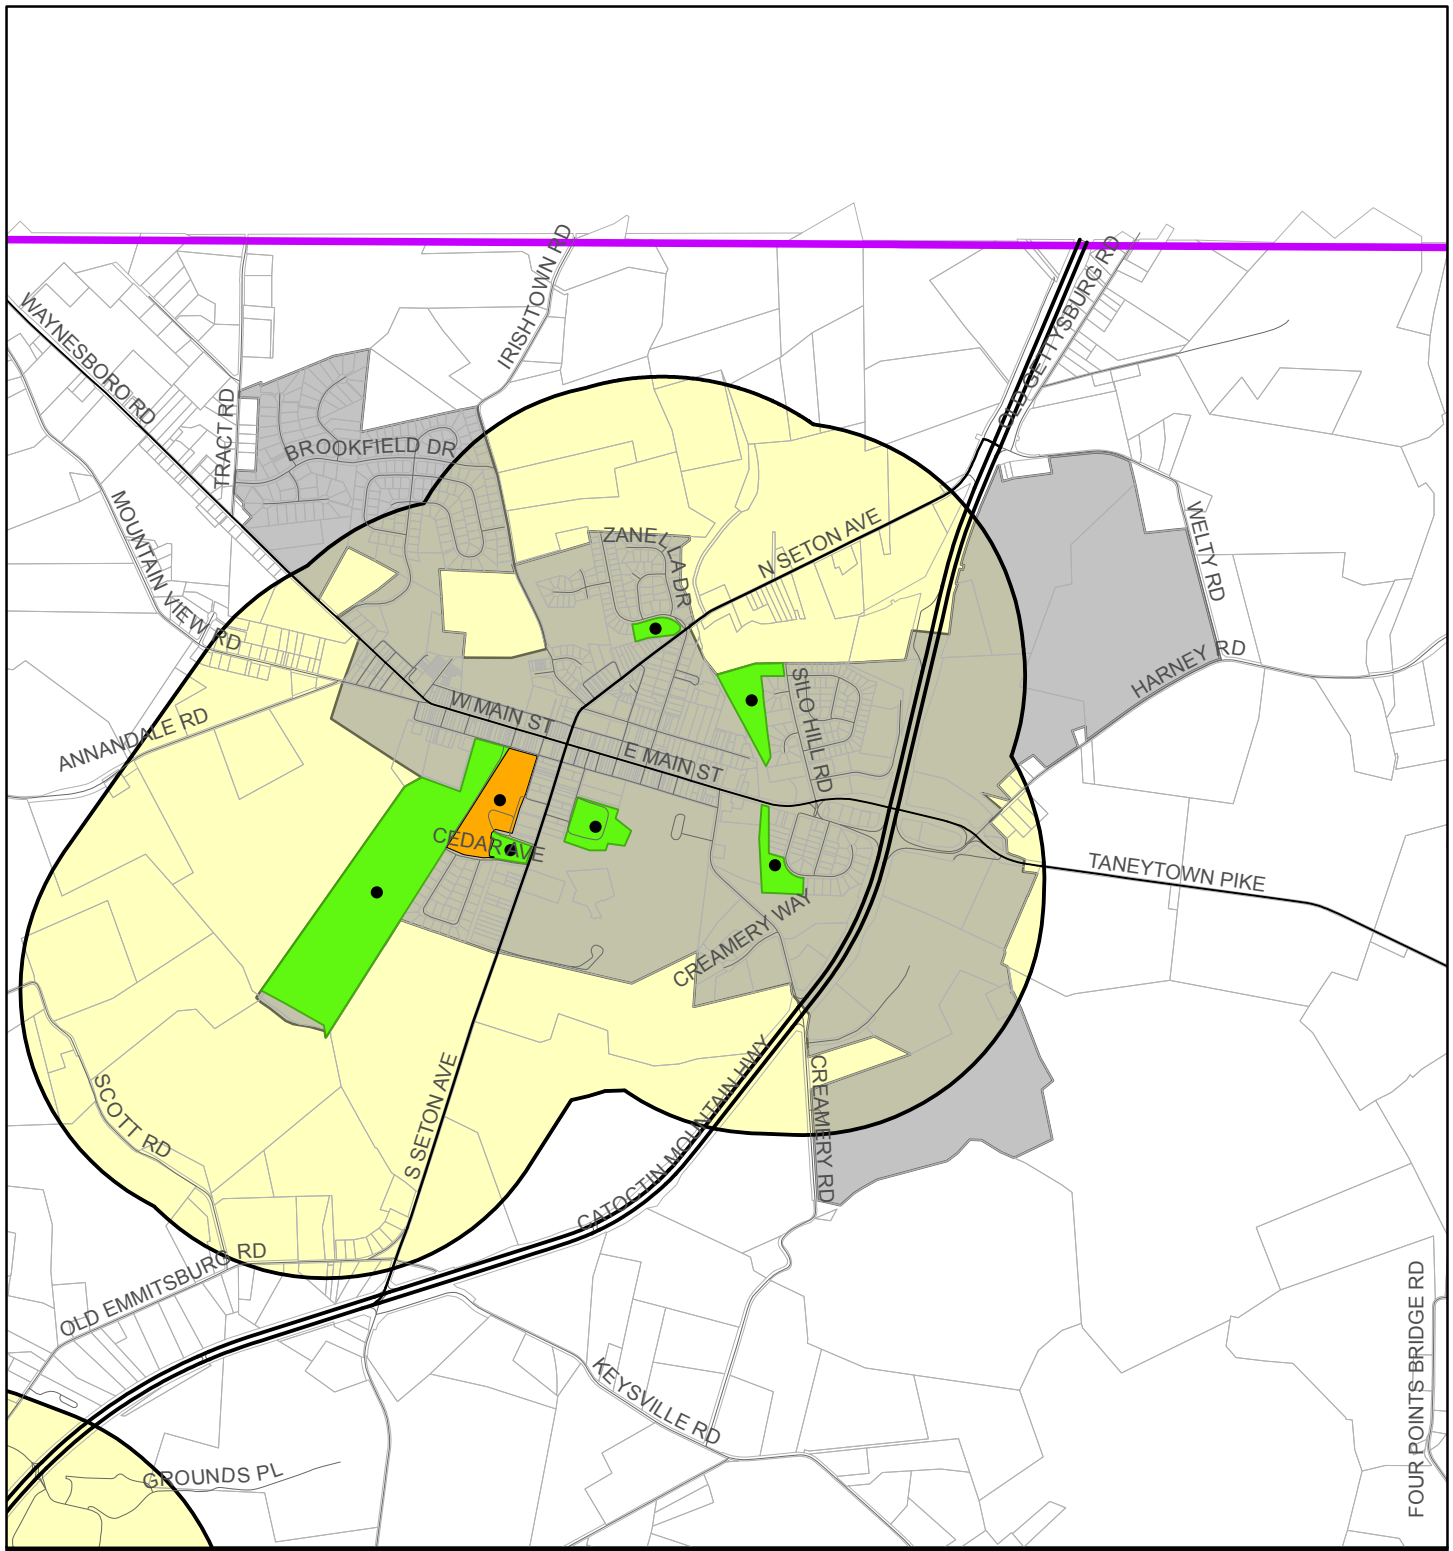 IRISHTOWN RD
OLD GETTYSBURG RD
WAYNESBORO RD
TRACT RD
BROOKFIELD DR
MOUNTAIN VIEW RD
ZANELLA DR
N SETON AVE
WELTY RD
HARNEY RD
ANNANDALE RD
W MAIN ST
E MAIN ST
SILO HILL RD
CEDAR AVE
TANEYTOWN PIKE
CREAMERY WAY
SCOTT RD
S SETON AVE
CATOCTIN MOUNTAIN HWY
CREAMERY RD
OLD EMMITSBURG RD
KEYSVILLE RD
FOUR POINTS BRIDGE RD
GROUNDS PL